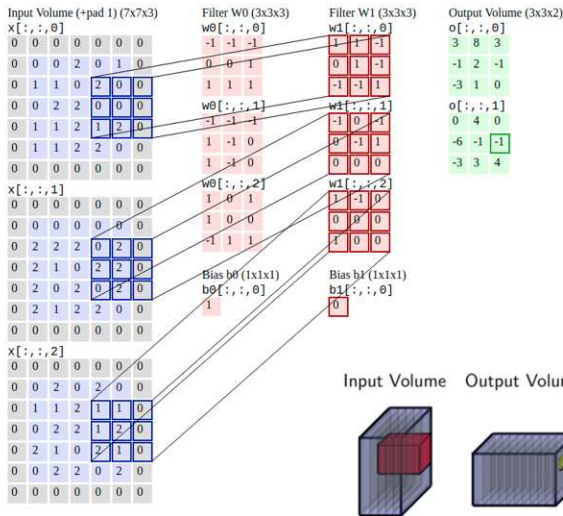 Input Volume (+pad 1) (7x7x3)
x[:,:,0]
0 0 0 0 0 0 0
0 0 0 2 0 1 0
0 1 1 0 2 0 0
0 0 2 2 0 0 0
0 1 1 2 1 2 0
0 1 1 2 2 0 0
0 0 0 0 0 0 0
x[:,:,1]
0 0 0 0 0 0 0
0 0 0 0 0 0 0
0 2 2 2 0 2 0
0 2 1 0 2 2 0
0 2 0 2 0 2 0
0 2 1 2 2 0 0
0 0 0 0 0 0 0
x[:,:,2]
0 0 0 0 0 0 0
0 0 2 0 2 0 0
0 1 1 2 1 1 0
0 0 2 2 1 2 0
0 2 1 0 2 1 0
0 0 2 2 0 2 0
0 0 0 0 0 0 0
Filter W0 (3x3x3)
w0[:,:,0]
-1 -1 -1
0 0 1
1 1 1
w0[:,:,1]
-1 -1 -1
1 -1 0
1 -1 0
w0[:,:,2]
1 0 1
1 0 0
-1 1 1
Bias b0 (1x1x1)
b0[:,:,0]
1
Filter W1 (3x3x3)
w1[:,:,0]
1 1 -1
0 1 -1
-1 -1 1
w1[:,:,1]
-1 0 -1
0 -1 1
0 0 0
w1[:,:,2]
1 -1 0
0 0 0
1 0 0
Bias b1 (1x1x1)
b1[:,:,0]
0
Output Volume (3x3x2)
o[:,:,0]
3 8 3
-1 2 -1
-3 1 0
o[:,:,1]
0 4 0
-6 -1 -1
-3 3 4
Input Volume
Output Volu